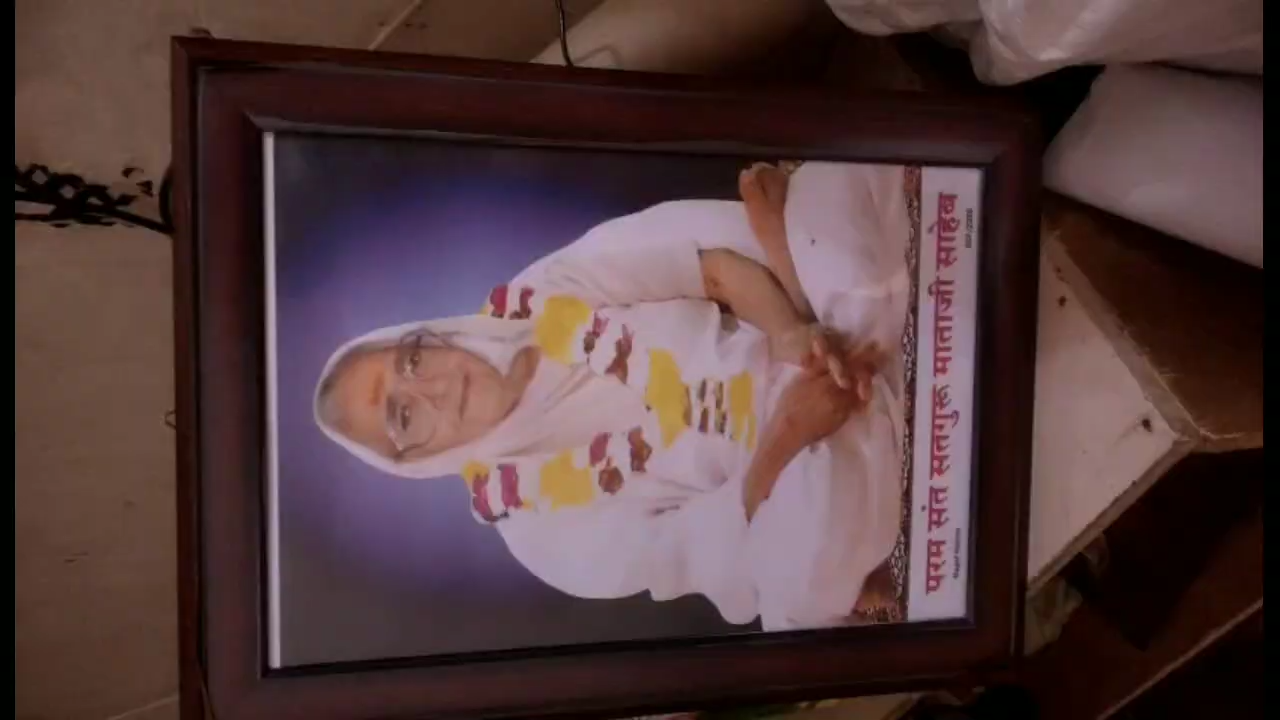 परम संत सतगुरू माताजी साहेब